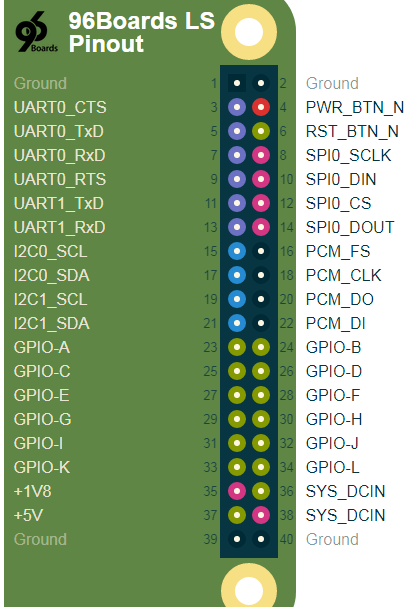 96Boards LS
Pinout
96
Boards
Ground 1 2 Ground
UART0_CTS 3 4 PWR_BTN_N
UART0_TxD 5 6 RST_BTN_N
UART0_RxD 7 8 SPI0_SCLK
UART0_RTS 9 10 SPI0_DIN
UART1_TxD 11 12 SPI0_CS
UART1_RxD 13 14 SPI0_DOUT
I2C0_SCL 15 16 PCM_FS
I2C0_SDA 17 18 PCM_CLK
I2C1_SCL 19 20 PCM_DO
I2C1_SDA 21 22 PCM_DI
GPIO-A 23 24 GPIO-B
GPIO-C 25 26 GPIO-D
GPIO-E 27 28 GPIO-F
GPIO-G 29 30 GPIO-H
GPIO-I 31 32 GPIO-J
GPIO-K 33 34 GPIO-L
+1V8 35 36 SYS_DCIN
+5V 37 38 SYS_DCIN
Ground 39 40 Ground